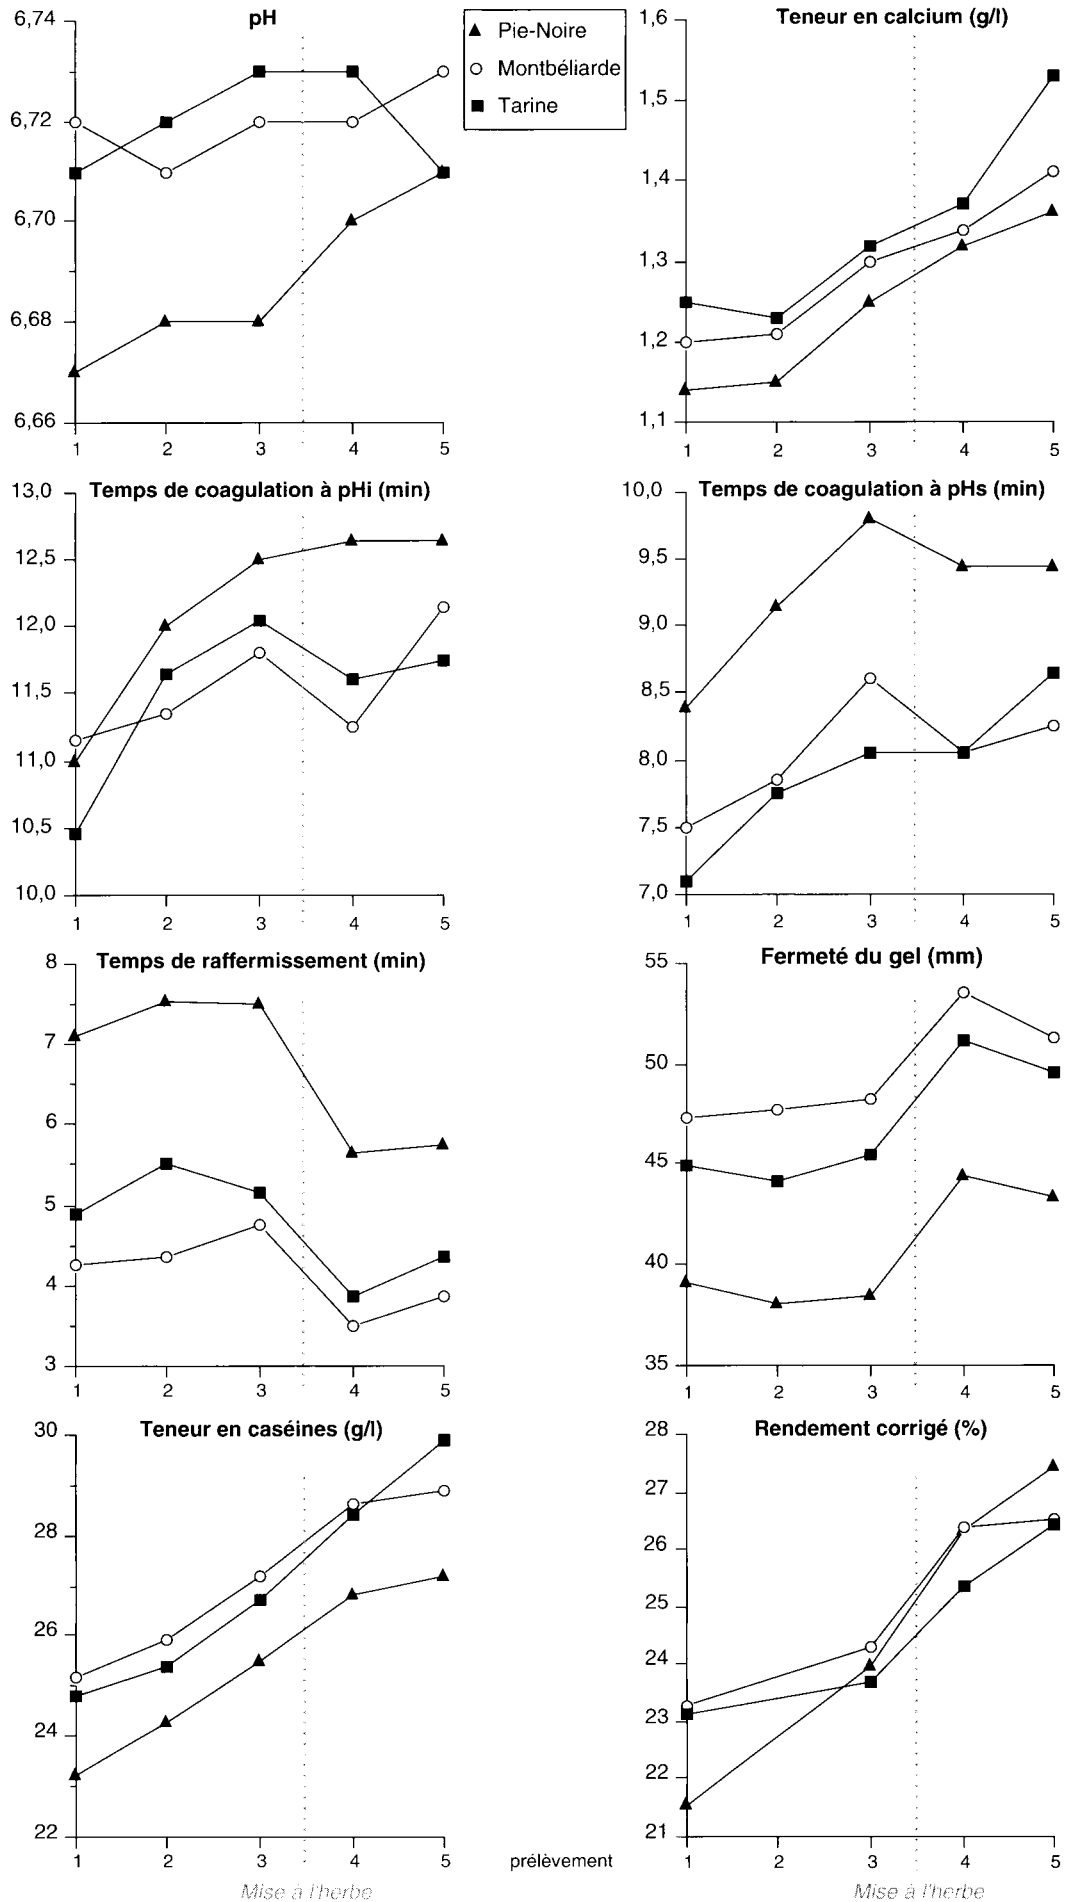 pH
6,74
6,72
6,70
6,68
6,66
1 2 3 4 5
Pie-Noire
Montbéliarde
Tarine
Teneur en calcium (g/l)
1,6
1,5
1,4
1,3
1,2
1,1
1 2 3 4 5
Temps de coagulation à pHi (min)
13,0
12,5
12,0
11,5
11,0
10,5
10,0
1 2 3 4 5
Temps de coagulation à pHs (min)
10,0
9,5
9,0
8,5
8,0
7,5
7,0
1 2 3 4 5
Temps de raffermissement (min)
8
7
6
5
4
3
1 2 3 4 5
Fermeté du gel (mm)
55
50
45
40
35
1 2 3 4 5
Teneur en caséines (g/l)
30
28
26
24
22
1 2 3 4 5
Mise à l'herbe
Rendement corrigé (%)
28
27
26
25
24
23
22
21
1 2 3 4 5
prélèvement
Mise à l'herbe